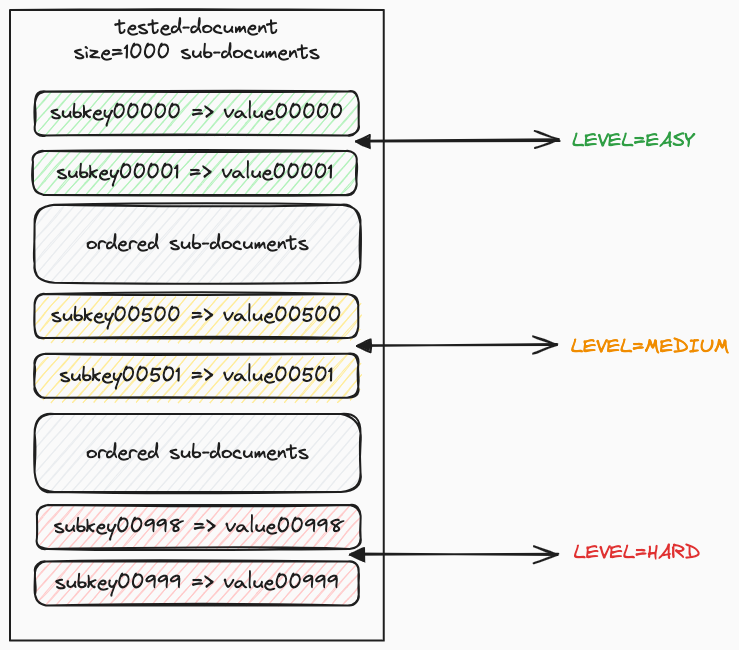 tested-document
size=1000 sub-documents
subkey00000 => value00000
LEVEL=EASY
subkey00001 => value00001
ordered sub-documents
subkey00500 => value00500
LEVEL=MEDIUM
subkey00501 => value00501
ordered sub-documents
subkey00998 => value00998
LEVEL=HARD
subkey00999 => value00999